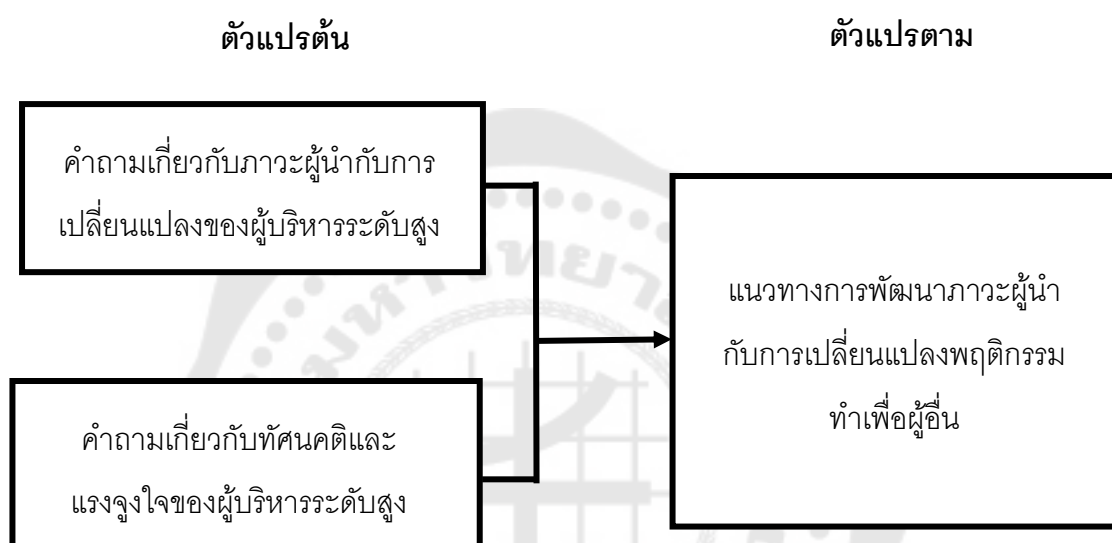 ตัวแปรต้น
ตัวแปรตาม
คำถามเกี่ยวกับภาวะผู้นำกับการ
เปลี่ยนแปลงของผู้บริหารระดับสูง
คำถามเกี่ยวกับทัศนคติและ
แรงจูงใจของผู้บริหารระดับสูง
แนวทางการพัฒนาภาวะผู้นำ
กับการเปลี่ยนแปลงพฤติกรรม
ทำเพื่อผู้อื่น